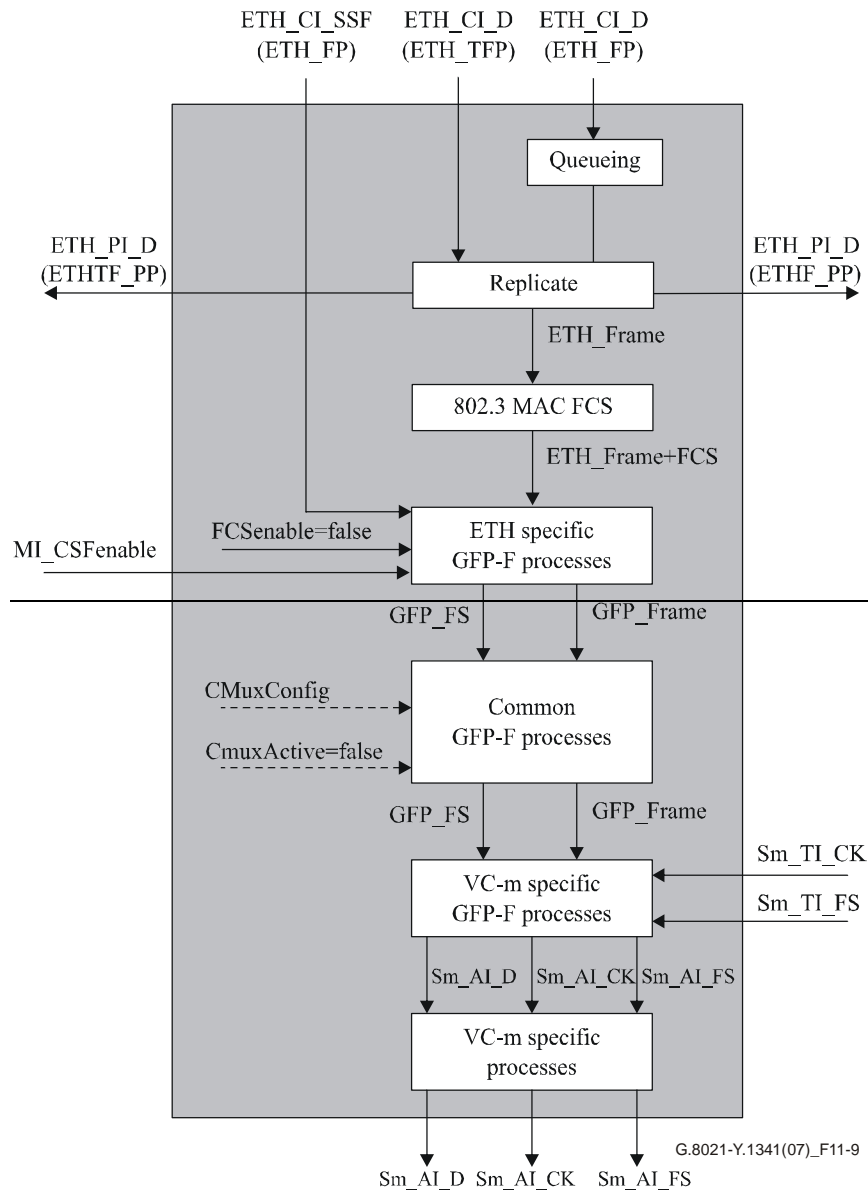 ETH_CI_SSF
(ETH_FP)
ETH_CI_D
(ETH_TFP)
ETH_CI_D
(ETH_FP)
Queueing
ETH_PI_D
(ETHTF_PP)
ETH_PI_D
(ETHF_PP)
Replicate
ETH_Frame
802.3 MAC FCS
ETH_Frame+FCS
FCSenable=false
ETH specific
GFP-F processes
MI_CSFenable
GFP_FS
GFP_Frame
CMuxConfig
Common
GFP-F processes
CmuxActive=false
GFP_FS
GFP_Frame
Sm_TI_CK
VC-m specific
GFP-F processes
Sm_TI_FS
Sm_AI_D
Sm_AI_CK
Sm_AI_FS
VC-m specific
processes
G.8021-Y.1341(07)_F11-9
Sm_AI_D
Sm_AI_CK
Sm_AI_FS